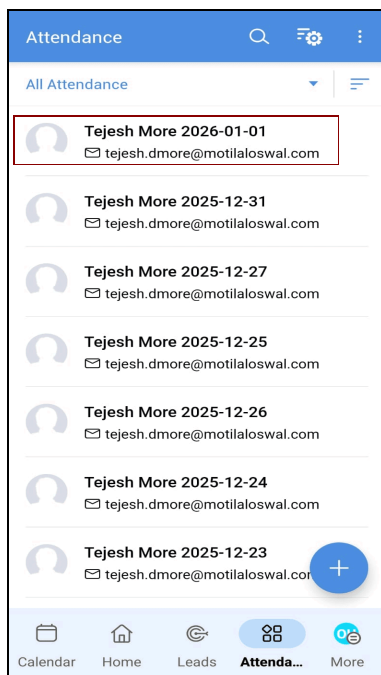 Attendance
All Attendance
Tejesh More 2026-01-01
tejesh.dmore@motilaloswal.com
Tejesh More 2025-12-31
tejesh.dmore@motilaloswal.com
Tejesh More 2025-12-27
tejesh.dmore@motilaloswal.com
Tejesh More 2025-12-25
tejesh.dmore@motilaloswal.com
Tejesh More 2025-12-26
tejesh.dmore@motilaloswal.com
Tejesh More 2025-12-24
tejesh.dmore@motilaloswal.com
Tejesh More 2025-12-23
tejesh.dmore@motilaloswal.cor
Calendar Home Leads Attenda... More